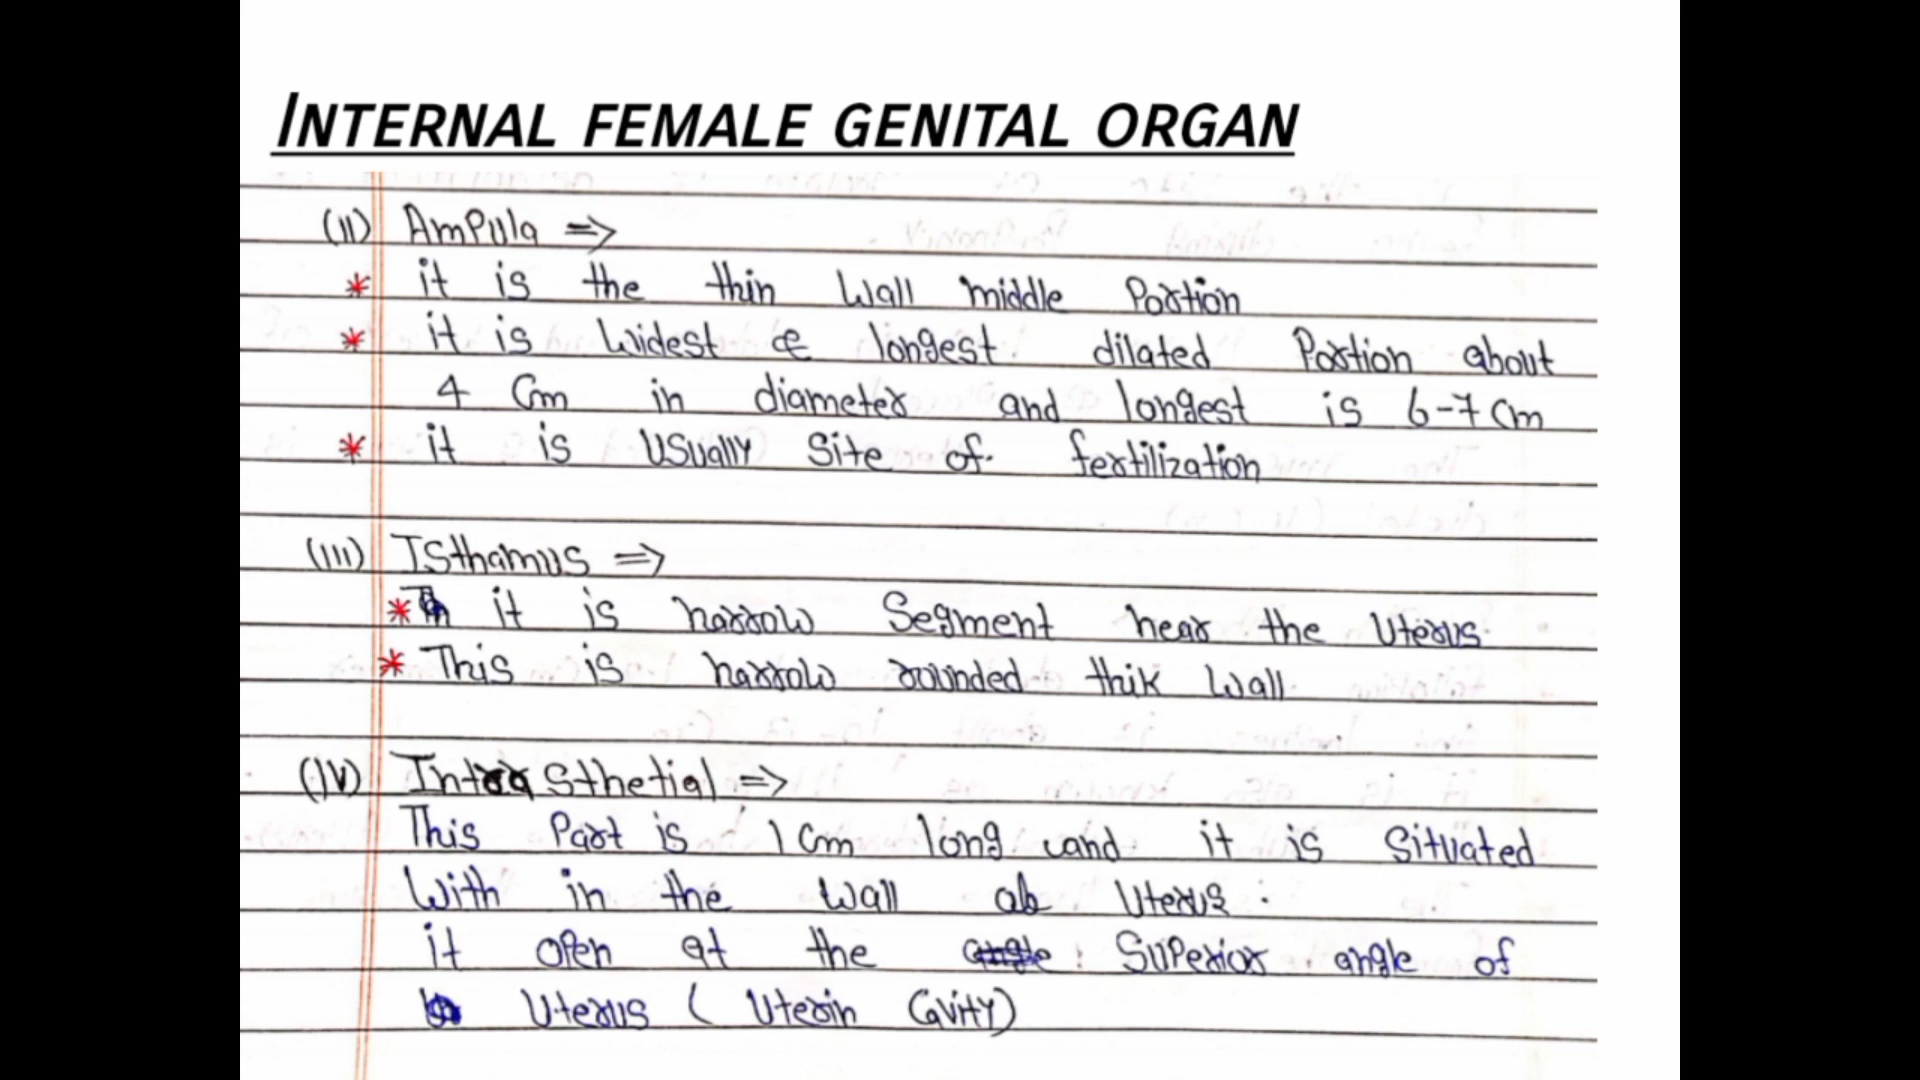 INTERNAL FEMALE GENITAL ORGAN
(II) AmPula =>
* it is the thin wall middle Portion
* it is widest & longest dilated Portion about
4 Cm in diameter and longest is 6-7 Cm
* it is usually site of fertilization
(III) Isthamus =>
* it is narrow Segment near the Uterus.
* This is narrow rounded thik wall
(IV) Intra sthetial =>
This Part is 1 Cm long and it is Situated
With in the wall ob Uterus.
it open at the Superior angle of
Uterus ( Uterin Cavity)